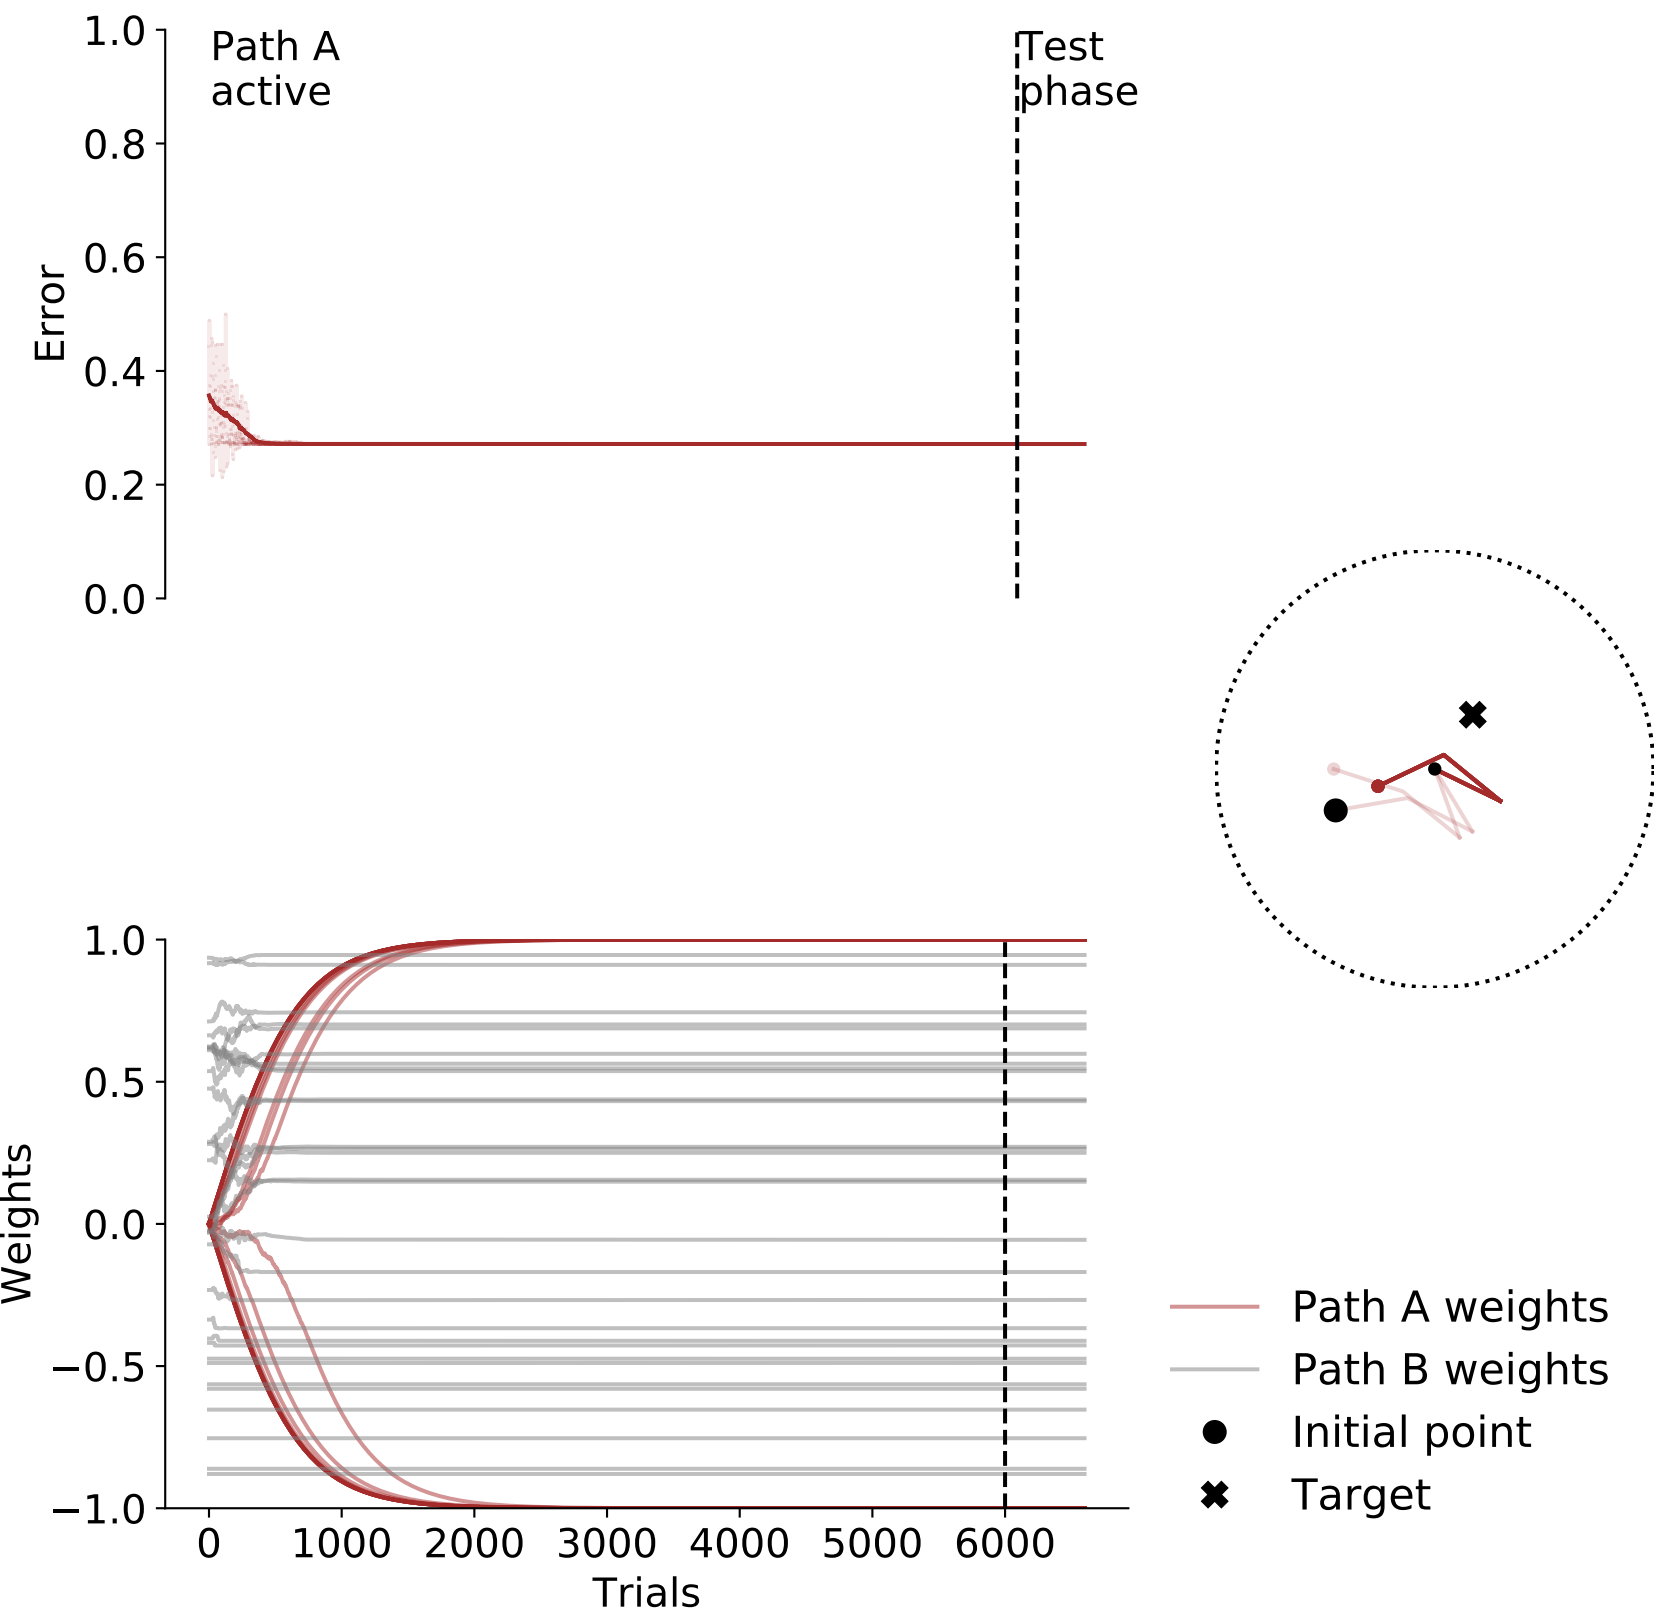 Path A
active
Test
phase
1.0
0.8
0.6
0.4
0.2
0.0
Error
1.0
0.5
0.0
−0.5
−1.0
Weights
0
1000
2000
3000
4000
5000
6000
Trials
Path A weights
Path B weights
Initial point
Target